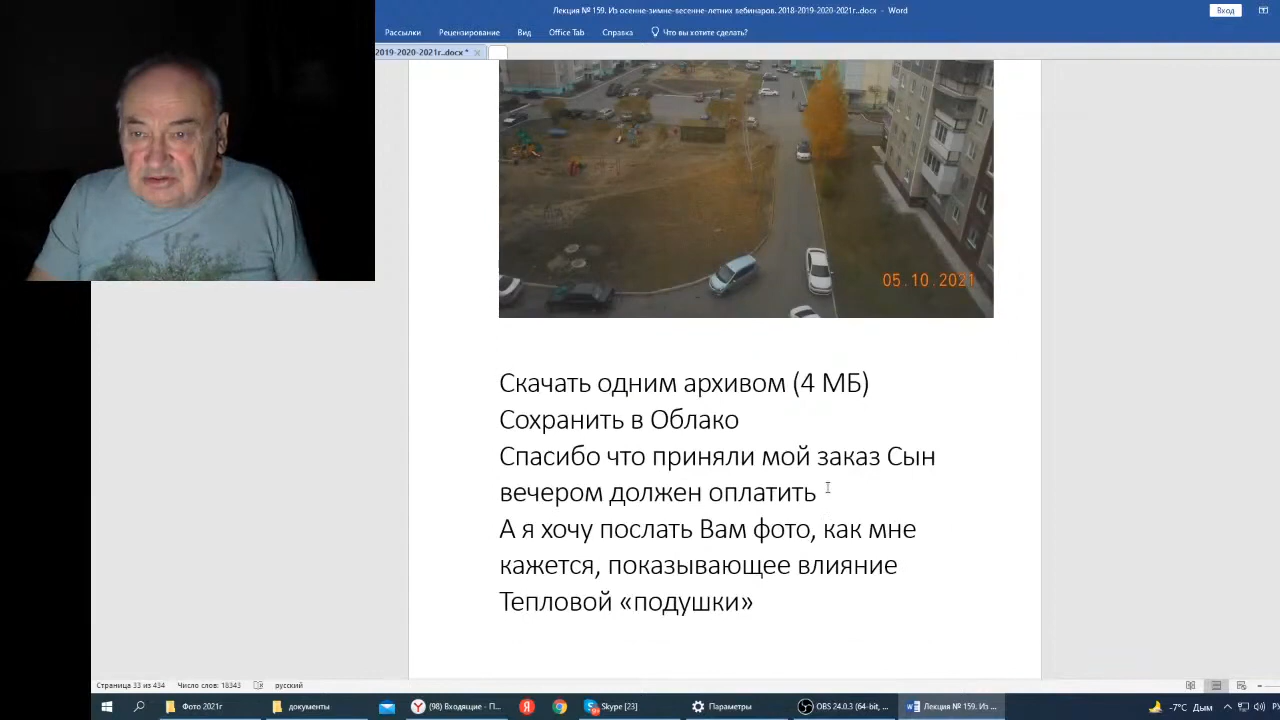 Лекция № 159. Из осенне-зимне-весенне-летних вебинаров. 2018-2019-2020-2021г..docx - Word
Вход
Рассылки Рецензирование Вид Office Tab Справка Что вы хотите сделать?
2019-2020-2021г..docx *
05.10.2021
Скачать одним архивом (4 МБ)
Сохранить в Облако
Спасибо что приняли мой заказ Сын
вечером должен оплатить
А я хочу послать Вам фото, как мне
кажется, показывающее влияние
Тепловой «подушки»
Страница 33 из 434 Число слов: 18343 русский
Фото 2021г документы (98) Входящие - П... Skype [23] Параметры OBS 24.0.3 (64-bit, ... Лекция № 159. Из ... -7°C Дым